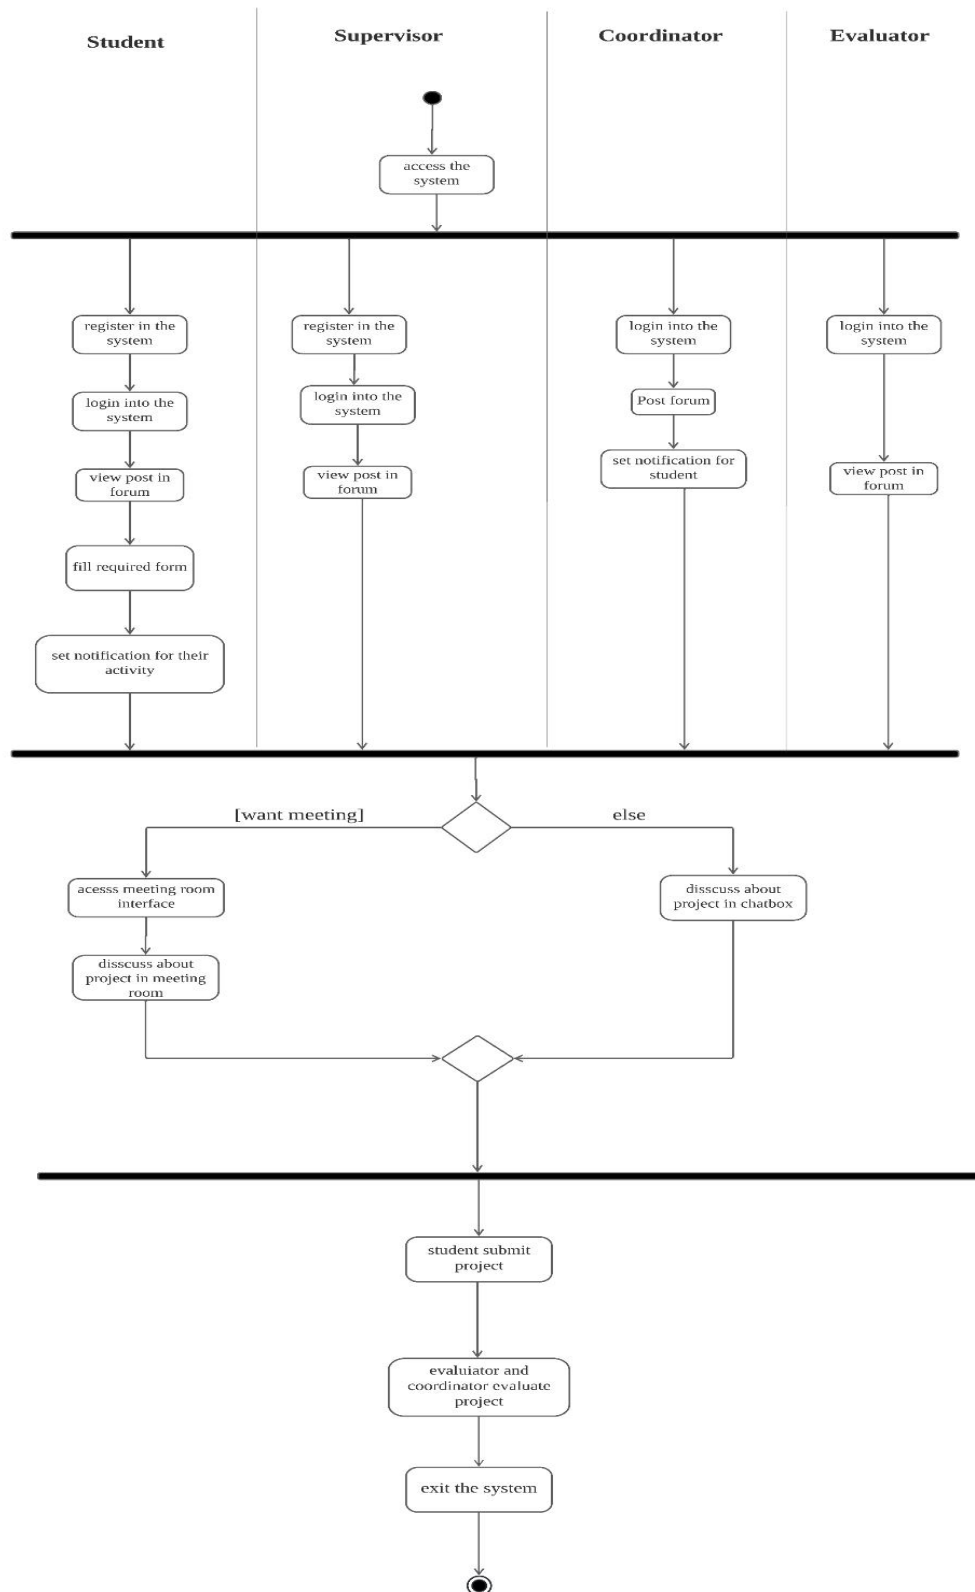 Student
Supervisor
Coordinator
Evaluator
access the
system
register in the
system
register in the
system
login into the
system
login into the
system
login into the
system
login into the
system
Post forum
view post in
forum
view post in
forum
set notification for
student
view post in
forum
fill required form
set notification for their
activity
[want meeting]
else
acesss meeting room
interface
disscuss about
project in chatbox
disscuss about
project in meeting
room
student submit
project
evaluiator and
coordinator evaluate
project
exit the system